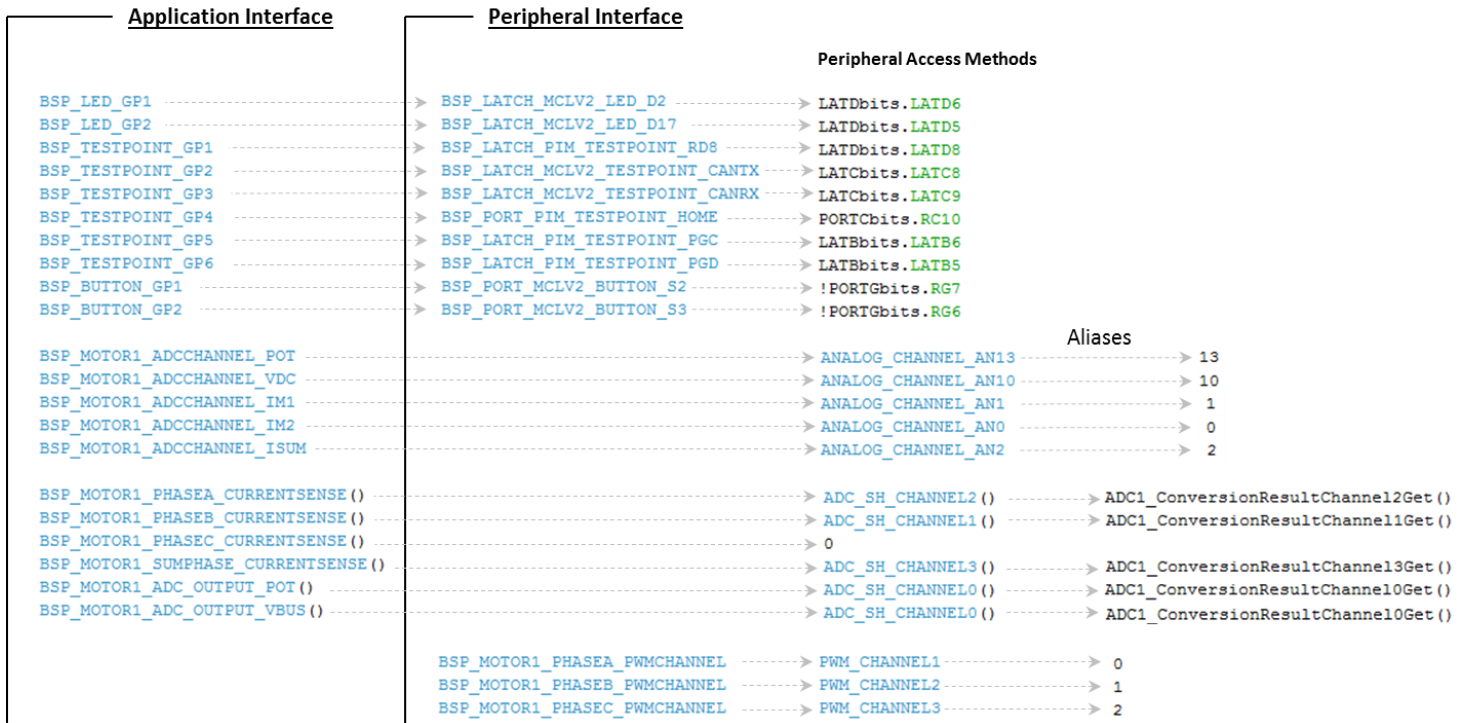 Application Interface Peripheral Interface
Peripheral Access Methods
BSP_LED_GP1 BSP_LATCH_MCLV2_LED_D2 LATDbits.LATD6
BSP_LED_GP2 BSP_LATCH_MCLV2_LED_D17 LATDbits.LATD5
BSP_TESTPOINT_GP1 BSP_LATCH_PIM_TESTPOINT_RD8 LATDbits.LATD8
BSP_TESTPOINT_GP2 BSP_LATCH_MCLV2_TESTPOINT_CANTX LATCbits.LATC8
BSP_TESTPOINT_GP3 BSP_LATCH_MCLV2_TESTPOINT_CANRX LATCbits.LATC9
BSP_TESTPOINT_GP4 BSP_PORT_PIM_TESTPOINT_HOME PORTCbits.RC10
BSP_TESTPOINT_GP5 BSP_LATCH_PIM_TESTPOINT_PGC LATBbits.LATB6
BSP_TESTPOINT_GP6 BSP_LATCH_PIM_TESTPOINT_PGD LATBbits.LATB5
BSP_BUTTON_GP1 BSP_PORT_MCLV2_BUTTON_S2 !PORTGbits.RG7
BSP_BUTTON_GP2 BSP_PORT_MCLV2_BUTTON_S3 !PORTGbits.RG6
Aliases
BSP_MOTOR1_ADCCHANNEL_POT ANALOG_CHANNEL_AN13 13
BSP_MOTOR1_ADCCHANNEL_VDC ANALOG_CHANNEL_AN10 10
BSP_MOTOR1_ADCCHANNEL_IM1 ANALOG_CHANNEL_AN1 1
BSP_MOTOR1_ADCCHANNEL_IM2 ANALOG_CHANNEL_AN0 0
BSP_MOTOR1_ADCCHANNEL_ISUM ANALOG_CHANNEL_AN2 2
BSP_MOTOR1_PHASEA_CURRENTSENSE() ADC_SH_CHANNEL2() ADC1_ConversionResultChannel2Get()
BSP_MOTOR1_PHASEB_CURRENTSENSE() ADC_SH_CHANNEL1() ADC1_ConversionResultChannel1Get()
BSP_MOTOR1_PHASEC_CURRENTSENSE() 0
BSP_MOTOR1_SUMPHASE_CURRENTSENSE() ADC_SH_CHANNEL3() ADC1_ConversionResultChannel3Get()
BSP_MOTOR1_ADC_OUTPUT_POT() ADC_SH_CHANNEL0() ADC1_ConversionResultChannel0Get()
BSP_MOTOR1_ADC_OUTPUT_VBUS() ADC_SH_CHANNEL0() ADC1_ConversionResultChannel0Get()
BSP_MOTOR1_PHASEA_PWMCHANNEL PWM_CHANNEL1 0
BSP_MOTOR1_PHASEB_PWMCHANNEL PWM_CHANNEL2 1
BSP_MOTOR1_PHASEC_PWMCHANNEL PWM_CHANNEL3 2